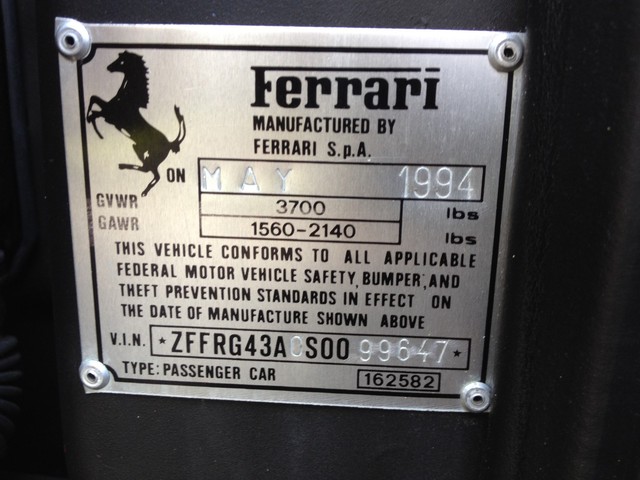 Ferrari
MANUFACTURED BY
FERRARI S.p.A.
ON MAY 1994
GVWR 3700 lbs
GAWR 1560-2140 lbs
THIS VEHICLE CONFORMS TO ALL APPLICABLE
FEDERAL MOTOR VEHICLE SAFETY, BUMPER, AND
THEFT PREVENTION STANDARDS IN EFFECT ON
THE DATE OF MANUFACTURE SHOWN ABOVE
V.I.N. *ZFFRG43A0S0099647*
TYPE: PASSENGER CAR 162582